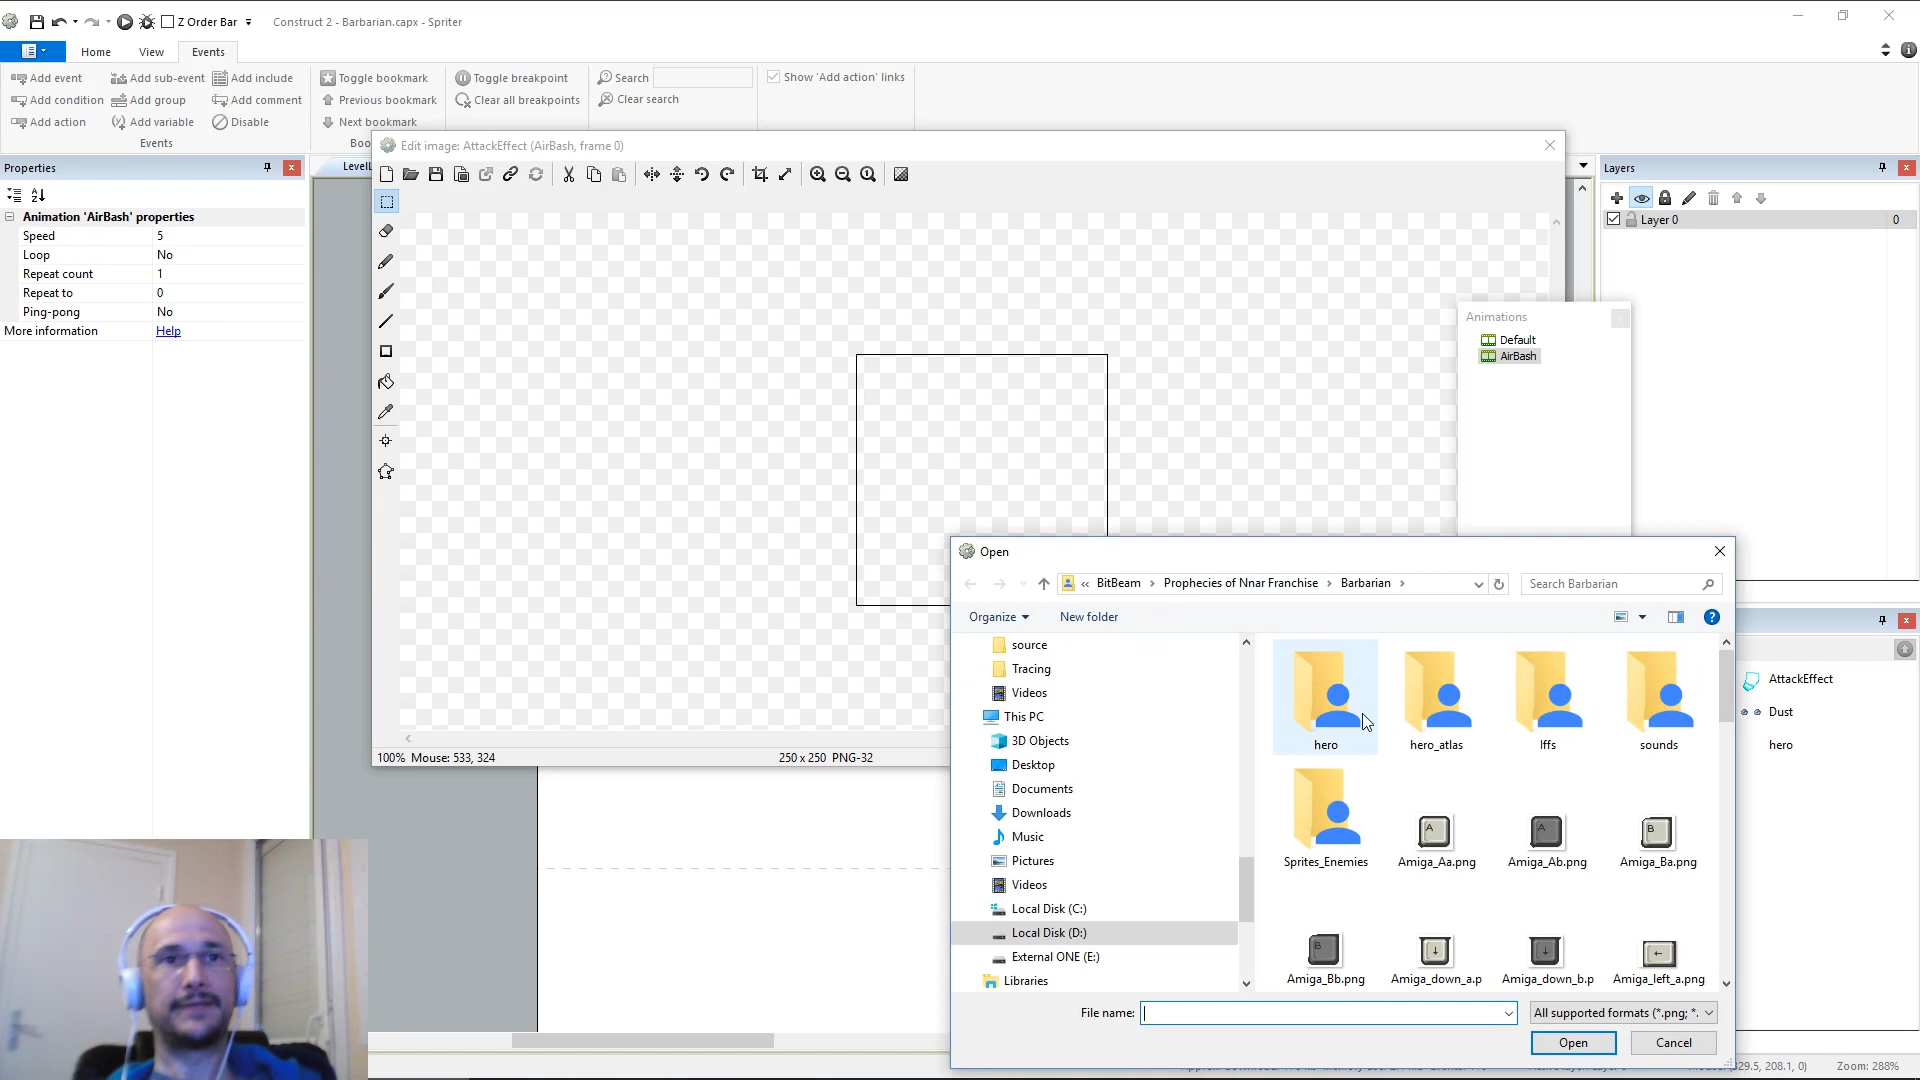 Z Order Bar
Construct 2 - Barbarian.capx - Spriter
Home
View
Events
Add event
Add sub-event
Add include
Toggle bookmark
Toggle breakpoint
Search
Show 'Add action' links
Add condition
Add group
Add comment
Previous bookmark
Clear all breakpoints
Clear search
Add action
Add variable
Disable
Next bookmark
Events
Boo
Properties
Animation 'AirBash' properties
Speed 5
Loop No
Repeat count 1
Repeat to 0
Ping-pong No
More information Help
LevelL
Edit image: AttackEffect (AirBash, frame 0)
100% Mouse: 533, 324
250 x 250 PNG-32
Animations
Default
AirBash
Layers
Layer 0 0
Open
« BitBeam > Prophecies of Nnar Franchise > Barbarian >
Search Barbarian
Organize
New folder
source
Tracing
Videos
This PC
3D Objects
Desktop
Documents
Downloads
Music
Pictures
Videos
Local Disk (C:)
Local Disk (D:)
External ONE (E:)
Libraries
hero
hero_atlas
lffs
sounds
Sprites_Enemies
Amiga_Aa.png
Amiga_Ab.png
Amiga_Ba.png
Amiga_Bb.png
Amiga_down_a.p
Amiga_down_b.p
Amiga_left_a.png
File name:
All supported formats (*.png; *.
Open
Cancel
AttackEffect
Dust
hero
Zoom: 288%